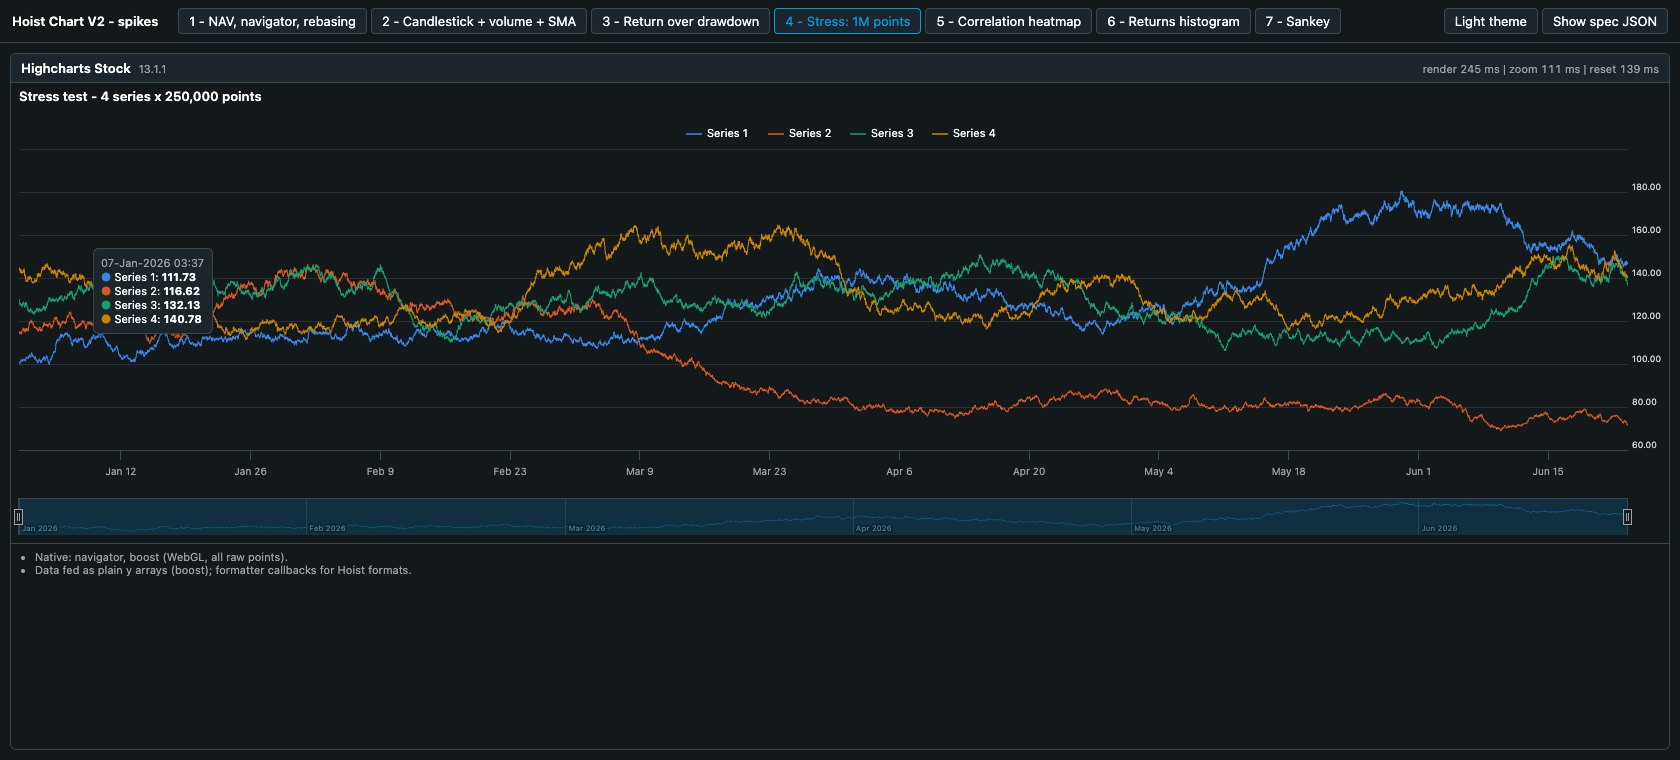 Hoist Chart V2 - spikes
1 - NAV, navigator, rebasing
2 - Candlestick + volume + SMA
3 - Return over drawdown
4 - Stress: 1M points
5 - Correlation heatmap
6 - Returns histogram
7 - Sankey
Light theme
Show spec JSON
Highcharts Stock 13.1.1
render 245 ms | zoom 111 ms | reset 139 ms
Stress test - 4 series x 250,000 points
Series 1
Series 2
Series 3
Series 4
180.00
160.00
140.00
120.00
100.00
80.00
60.00
07-Jan-2026 03:37
Series 1: 111.73
Series 2: 116.62
Series 3: 132.13
Series 4: 140.78
Jan 12
Jan 26
Feb 9
Feb 23
Mar 9
Mar 23
Apr 6
Apr 20
May 4
May 18
Jun 1
Jun 15
Jan 2026
Feb 2026
Mar 2026
Apr 2026
May 2026
Jun 2026
• Native: navigator, boost (WebGL, all raw points).
• Data fed as plain y arrays (boost); formatter callbacks for Hoist formats.